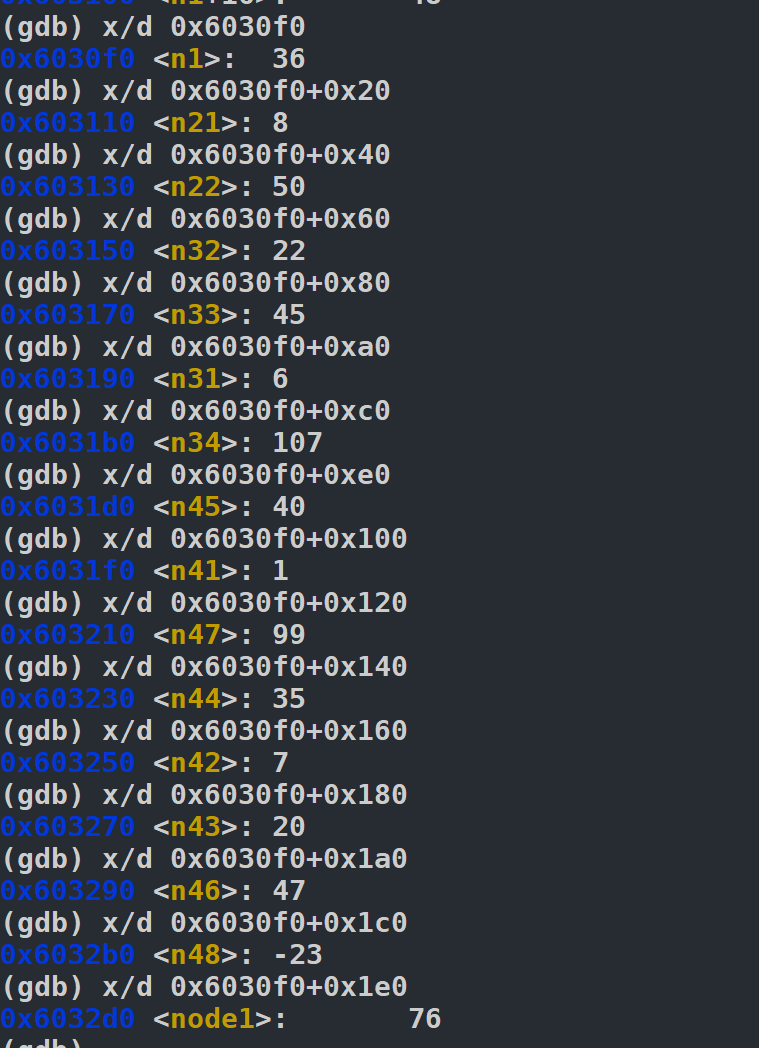 (gdb) x/d 0x6030f0
0x6030f0 <n1>:  36
(gdb) x/d 0x6030f0+0x20
0x603110 <n21>: 8
(gdb) x/d 0x6030f0+0x40
0x603130 <n22>: 50
(gdb) x/d 0x6030f0+0x60
0x603150 <n32>: 22
(gdb) x/d 0x6030f0+0x80
0x603170 <n33>: 45
(gdb) x/d 0x6030f0+0xa0
0x603190 <n31>: 6
(gdb) x/d 0x6030f0+0xc0
0x6031b0 <n34>: 107
(gdb) x/d 0x6030f0+0xe0
0x6031d0 <n45>: 40
(gdb) x/d 0x6030f0+0x100
0x6031f0 <n41>: 1
(gdb) x/d 0x6030f0+0x120
0x603210 <n47>: 99
(gdb) x/d 0x6030f0+0x140
0x603230 <n44>: 35
(gdb) x/d 0x6030f0+0x160
0x603250 <n42>: 7
(gdb) x/d 0x6030f0+0x180
0x603270 <n43>: 20
(gdb) x/d 0x6030f0+0x1a0
0x603290 <n46>: 47
(gdb) x/d 0x6030f0+0x1c0
0x6032b0 <n48>: -23
(gdb) x/d 0x6030f0+0x1e0
0x6032d0 <node1>:       76
(gdb)